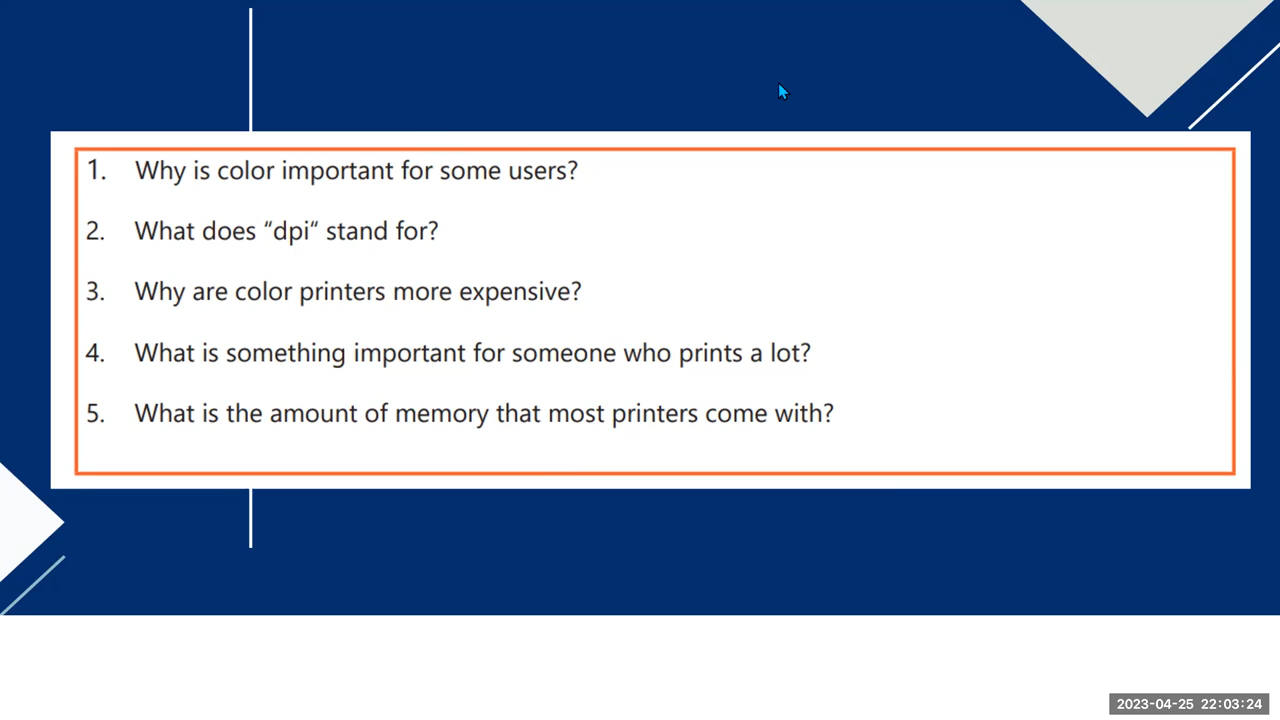 1. Why is color important for some users?
2. What does “dpi“ stand for?
3. Why are color printers more expensive?
4. What is something important for someone who prints a lot?
5. What is the amount of memory that most printers come with?
2023-04-25 22:03:24